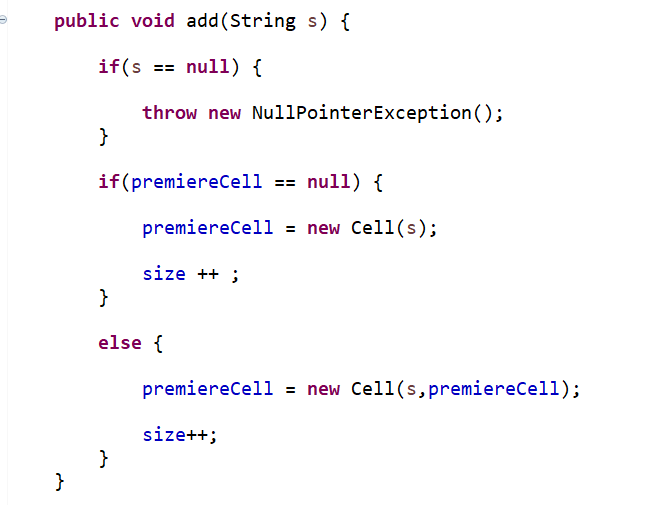 public void add(String s) {
if(s == null) {
throw new NullPointerException();
}
if(premiereCell == null) {
premiereCell = new Cell(s);
size ++ ;
}
else {
premiereCell = new Cell(s,premiereCell);
size++;
}
}